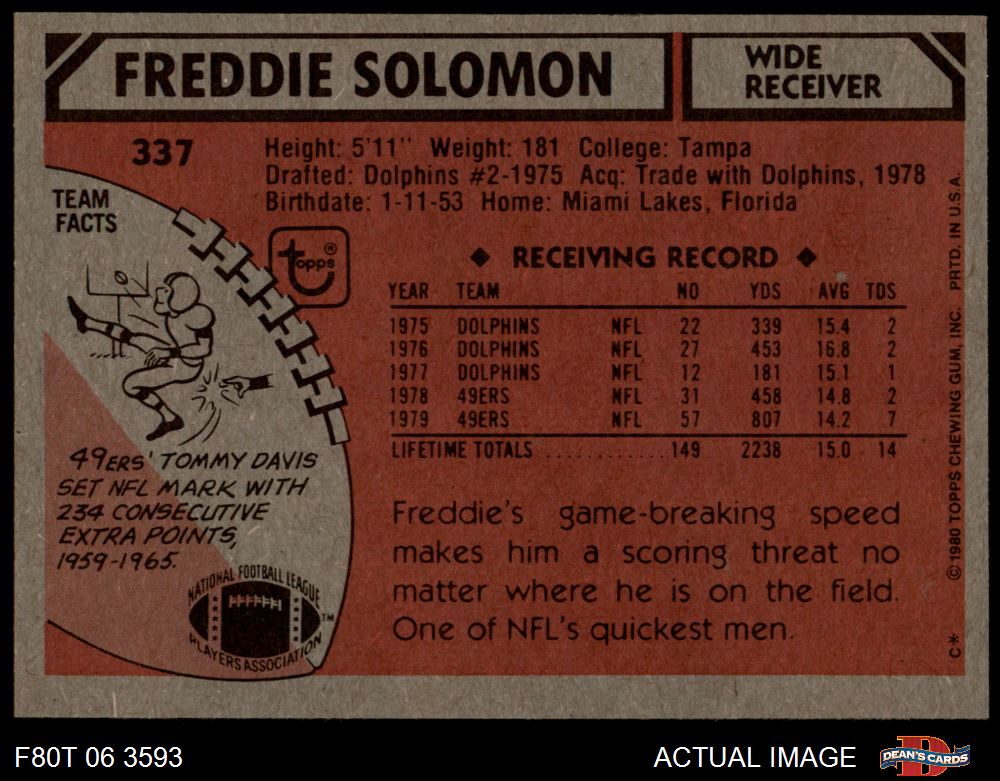 FREDDIE SOLOMON
WIDE
RECEIVER
337
Height: 5'11" Weight: 181 College: Tampa
Drafted: Dolphins #2-1975 Acq: Trade with Dolphins, 1978
Birthdate: 1-11-53 Home: Miami Lakes, Florida
TEAM
FACTS
topps®
◆ RECEIVING RECORD ◆
YEAR TEAM NO YDS AVG TDS
1975 DOLPHINS NFL 22 339 15.4 2
1976 DOLPHINS NFL 27 453 16.8 2
1977 DOLPHINS NFL 12 181 15.1 1
1978 49ERS NFL 31 458 14.8 2
1979 49ERS NFL 57 807 14.2 7
LIFETIME TOTALS .......... 149 2238 15.0 14
49ERS' TOMMY DAVIS
SET NFL MARK WITH
234 CONSECUTIVE
EXTRA POINTS,
1959-1965.
NATIONAL FOOTBALL LEAGUE
PLAYERS ASSOCIATION
TM
Freddie's game-breaking speed
makes him a scoring threat no
matter where he is on the field.
One of NFL's quickest men.
C* ©1980 TOPPS CHEWING GUM, INC. PRTD. IN U.S.A.
F80T 06 3593
ACTUAL IMAGE
D
DEAN'S CARDS